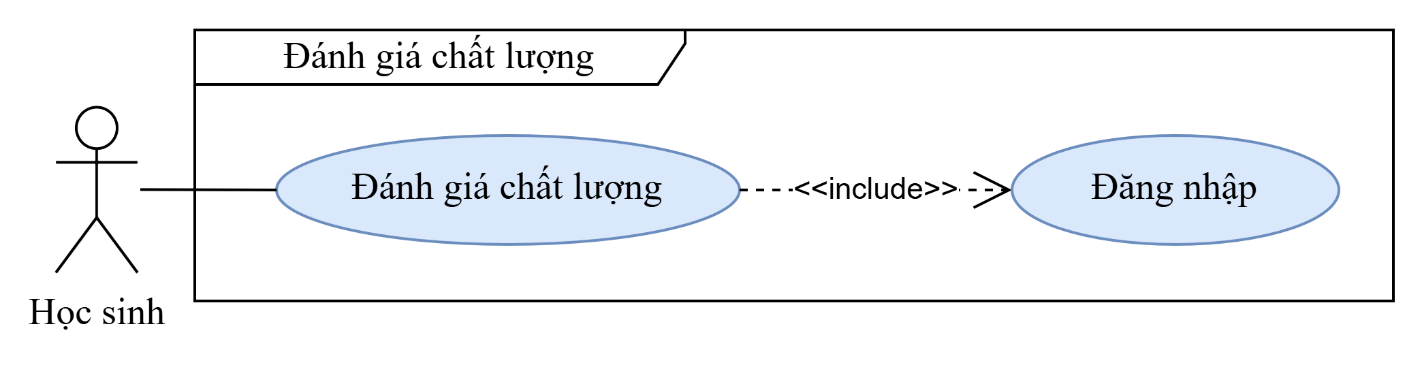 Đánh giá chất lượng
Đánh giá chất lượng
<<include>>
Đăng nhập
Học sinh